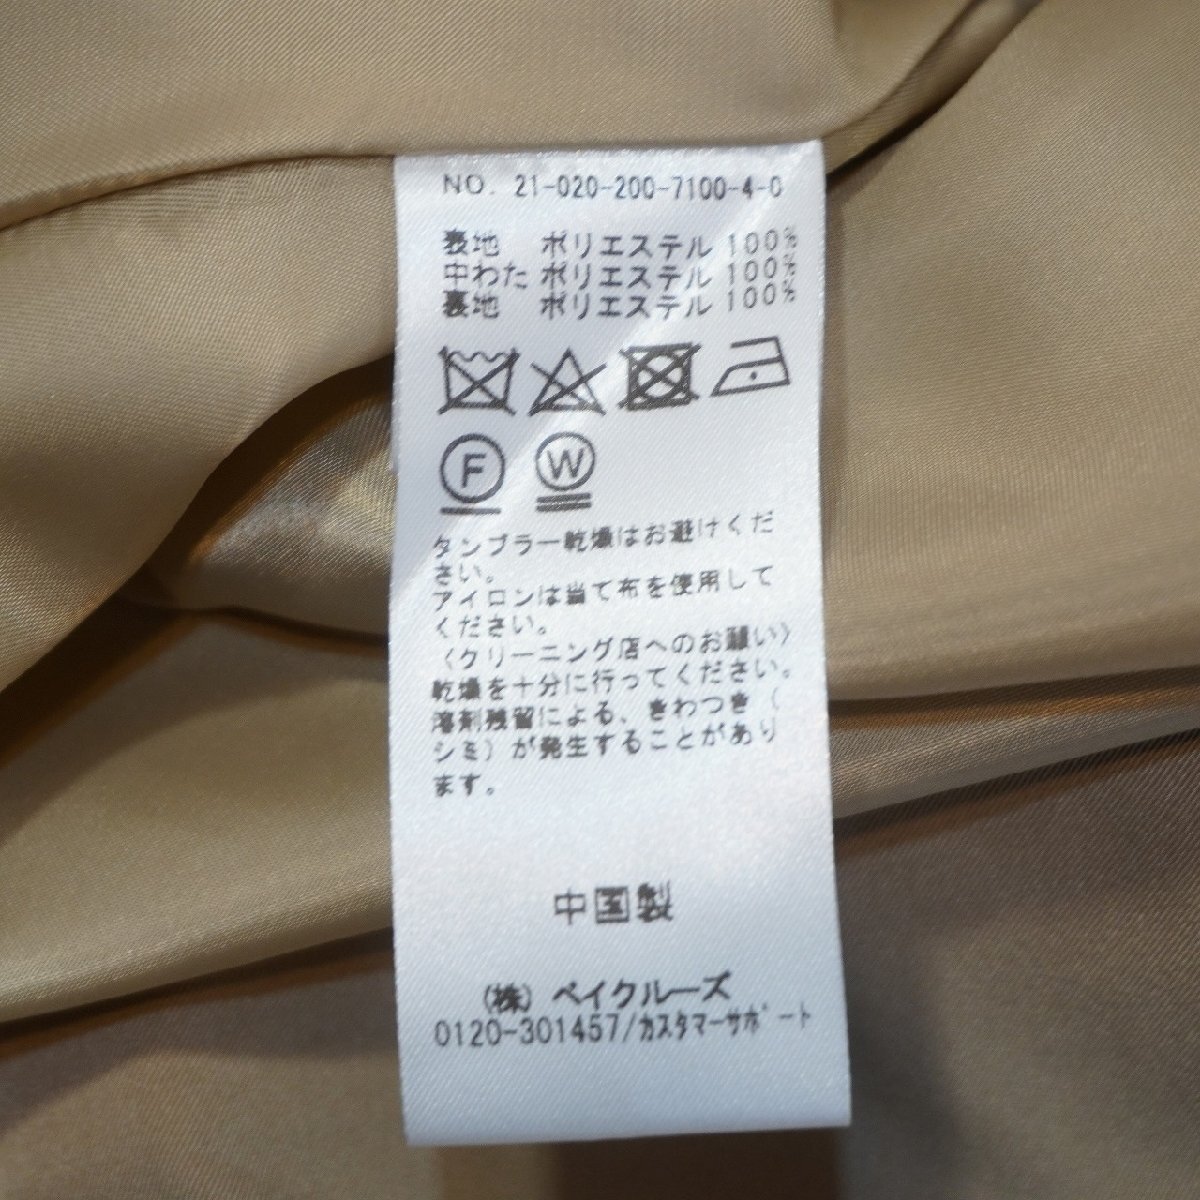 NO. 21-020-200-7100-4-0
表地 ポリエステル 100%
中わた ポリエステル 100%
裏地 ポリエステル 100%
F W
タンブラー乾燥はお避けくだ
さい。
アイロンは当て布を使用して
ください。
〈クリーニング店へのお願い〉
乾燥を十分に行ってください。
溶剤残留による、きわつき（
シミ）が発生することがあり
ます。
中国製
(株) ベイクルーズ
0120-301457/カスタマーサポート